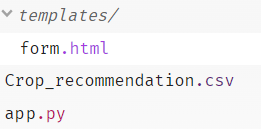 templates/
form.html
Crop_recommendation.csv
app.py